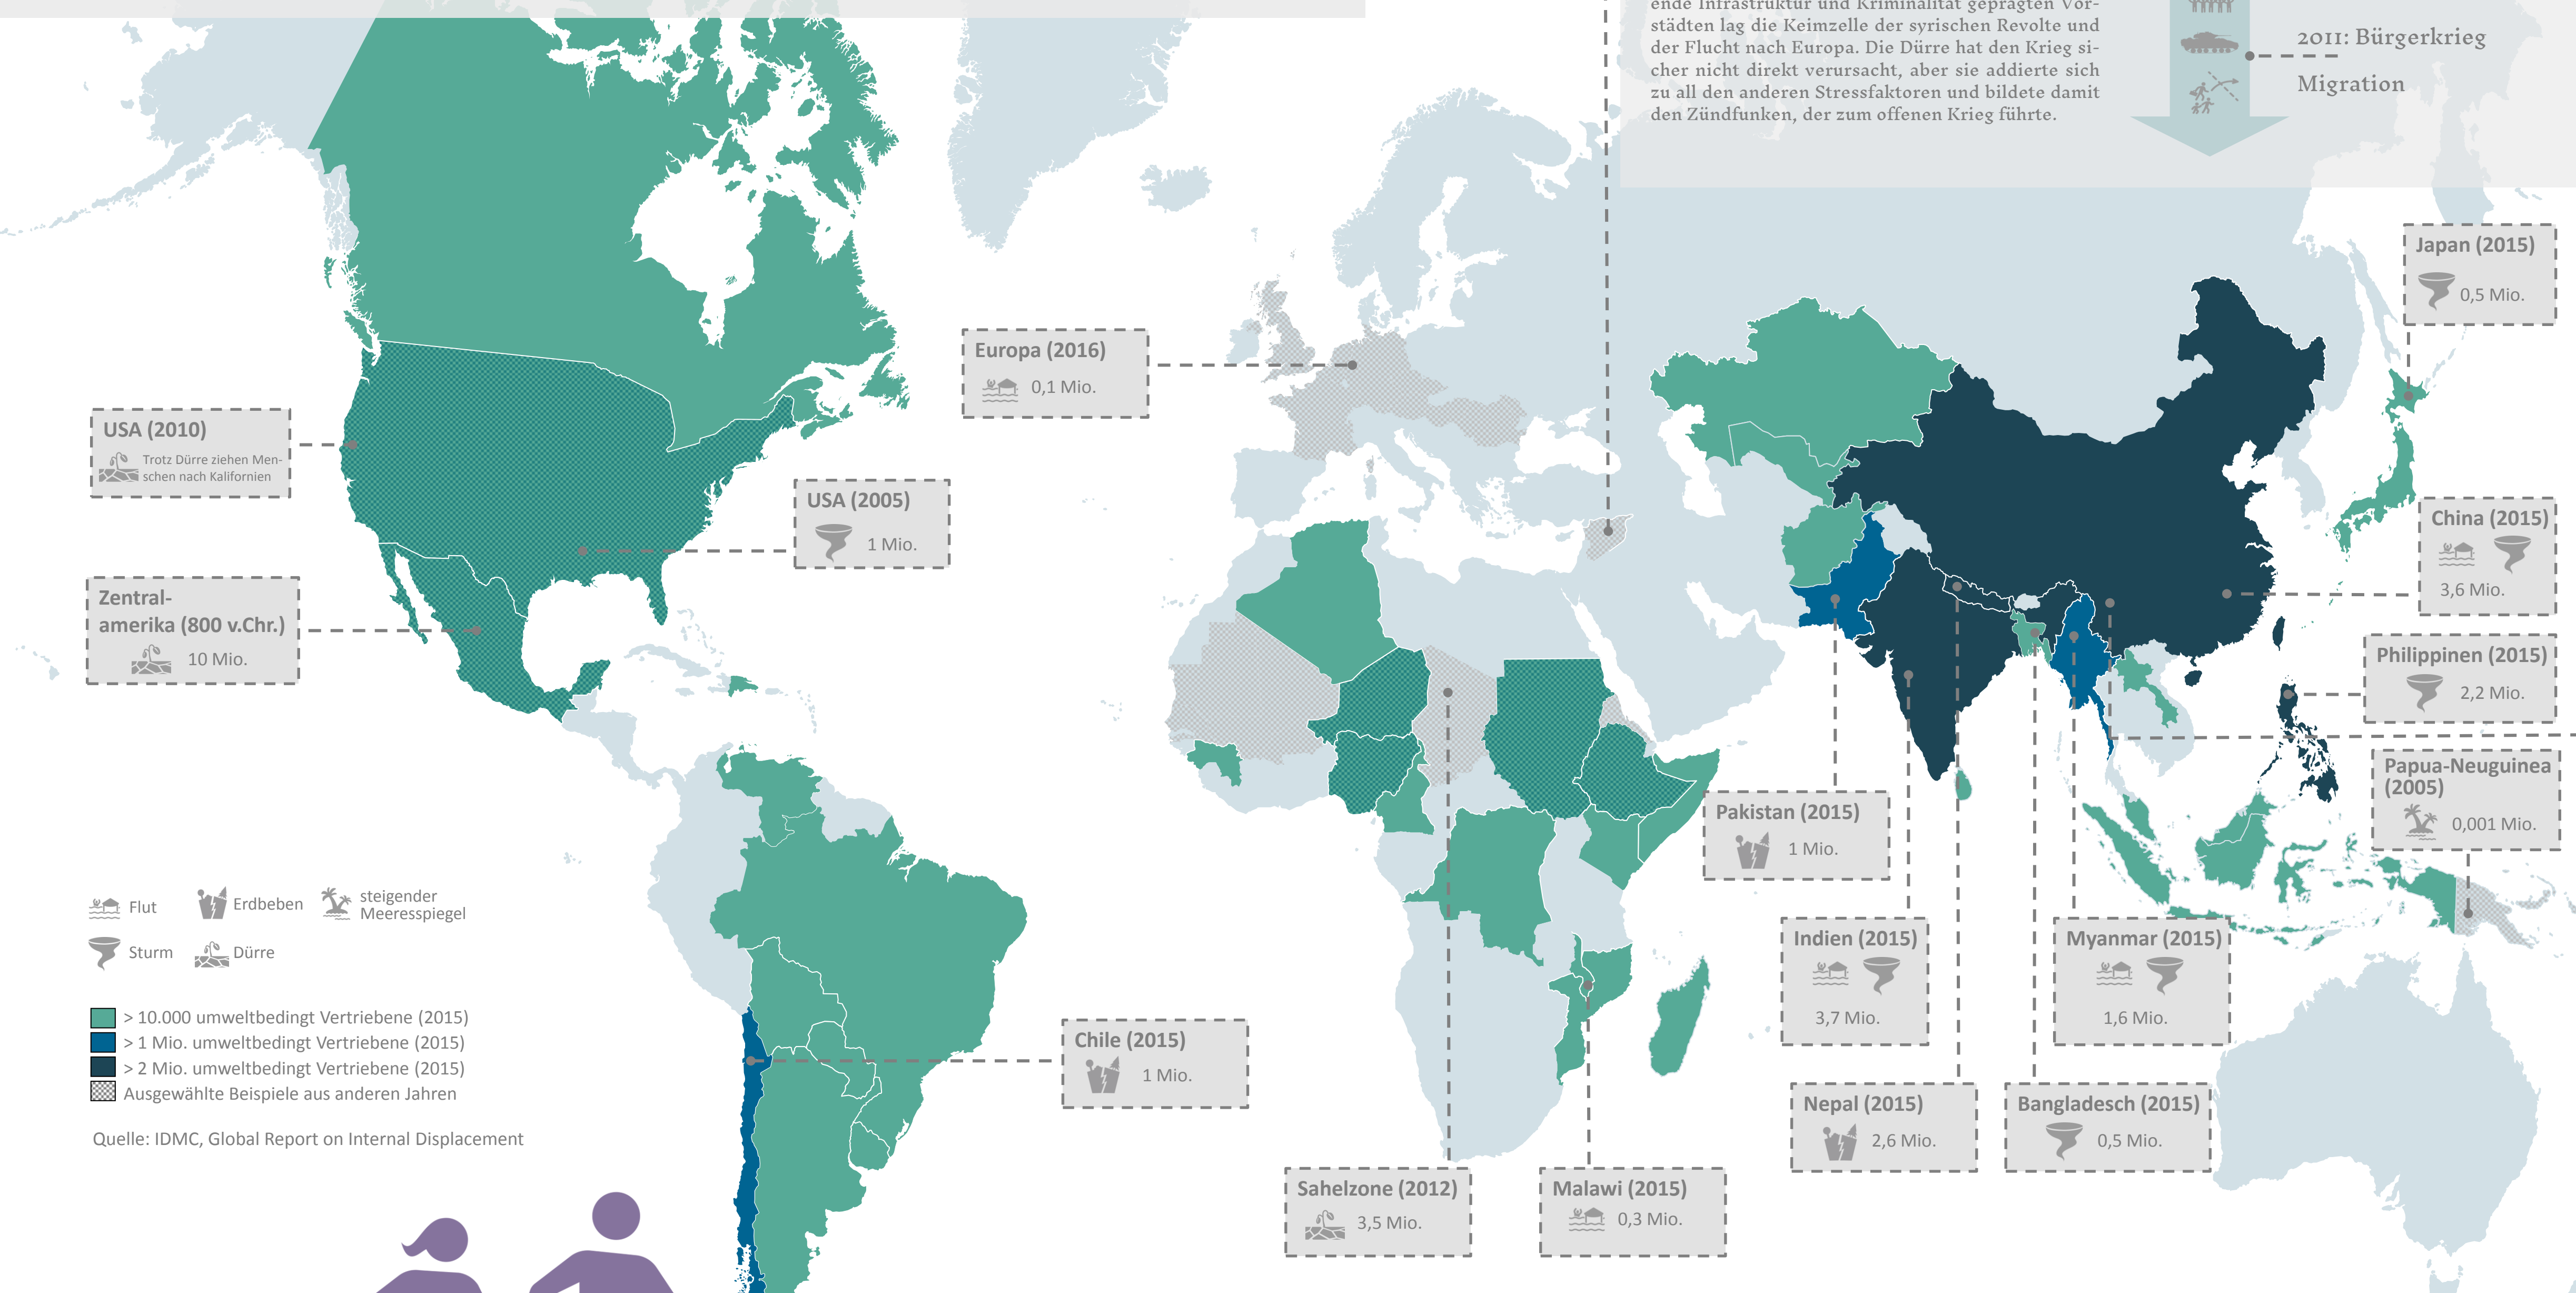 ende Infrastruktur und Kriminalität geprägten Vor-
städten lag die Keimzelle der syrischen Revolte und
der Flucht nach Europa. Die Dürre hat den Krieg si-
cher nicht direkt verursacht, aber sie addierte sich
zu all den anderen Stressfaktoren und bildete damit
den Zündfunken, der zum offenen Krieg führte.
2011: Bürgerkrieg
Migration
Japan (2015)
0,5 Mio.
Europa (2016)
0,1 Mio.
USA (2010)
Trotz Dürre ziehen Men-
schen nach Kalifornien
USA (2005)
1 Mio.
China (2015)
3,6 Mio.
Zentral-
amerika (800 v.Chr.)
10 Mio.
Philippinen (2015)
2,2 Mio.
Papua-Neuguinea
(2005)
0,001 Mio.
Pakistan (2015)
1 Mio.
Indien (2015)
3,7 Mio.
Myanmar (2015)
1,6 Mio.
Flut
Erdbeben
steigender
Meeresspiegel
Sturm
Dürre
> 10.000 umweltbedingt Vertriebene (2015)
> 1 Mio. umweltbedingt Vertriebene (2015)
> 2 Mio. umweltbedingt Vertriebene (2015)
Ausgewählte Beispiele aus anderen Jahren
Quelle: IDMC, Global Report on Internal Displacement
Chile (2015)
1 Mio.
Nepal (2015)
2,6 Mio.
Bangladesch (2015)
0,5 Mio.
Sahelzone (2012)
3,5 Mio.
Malawi (2015)
0,3 Mio.